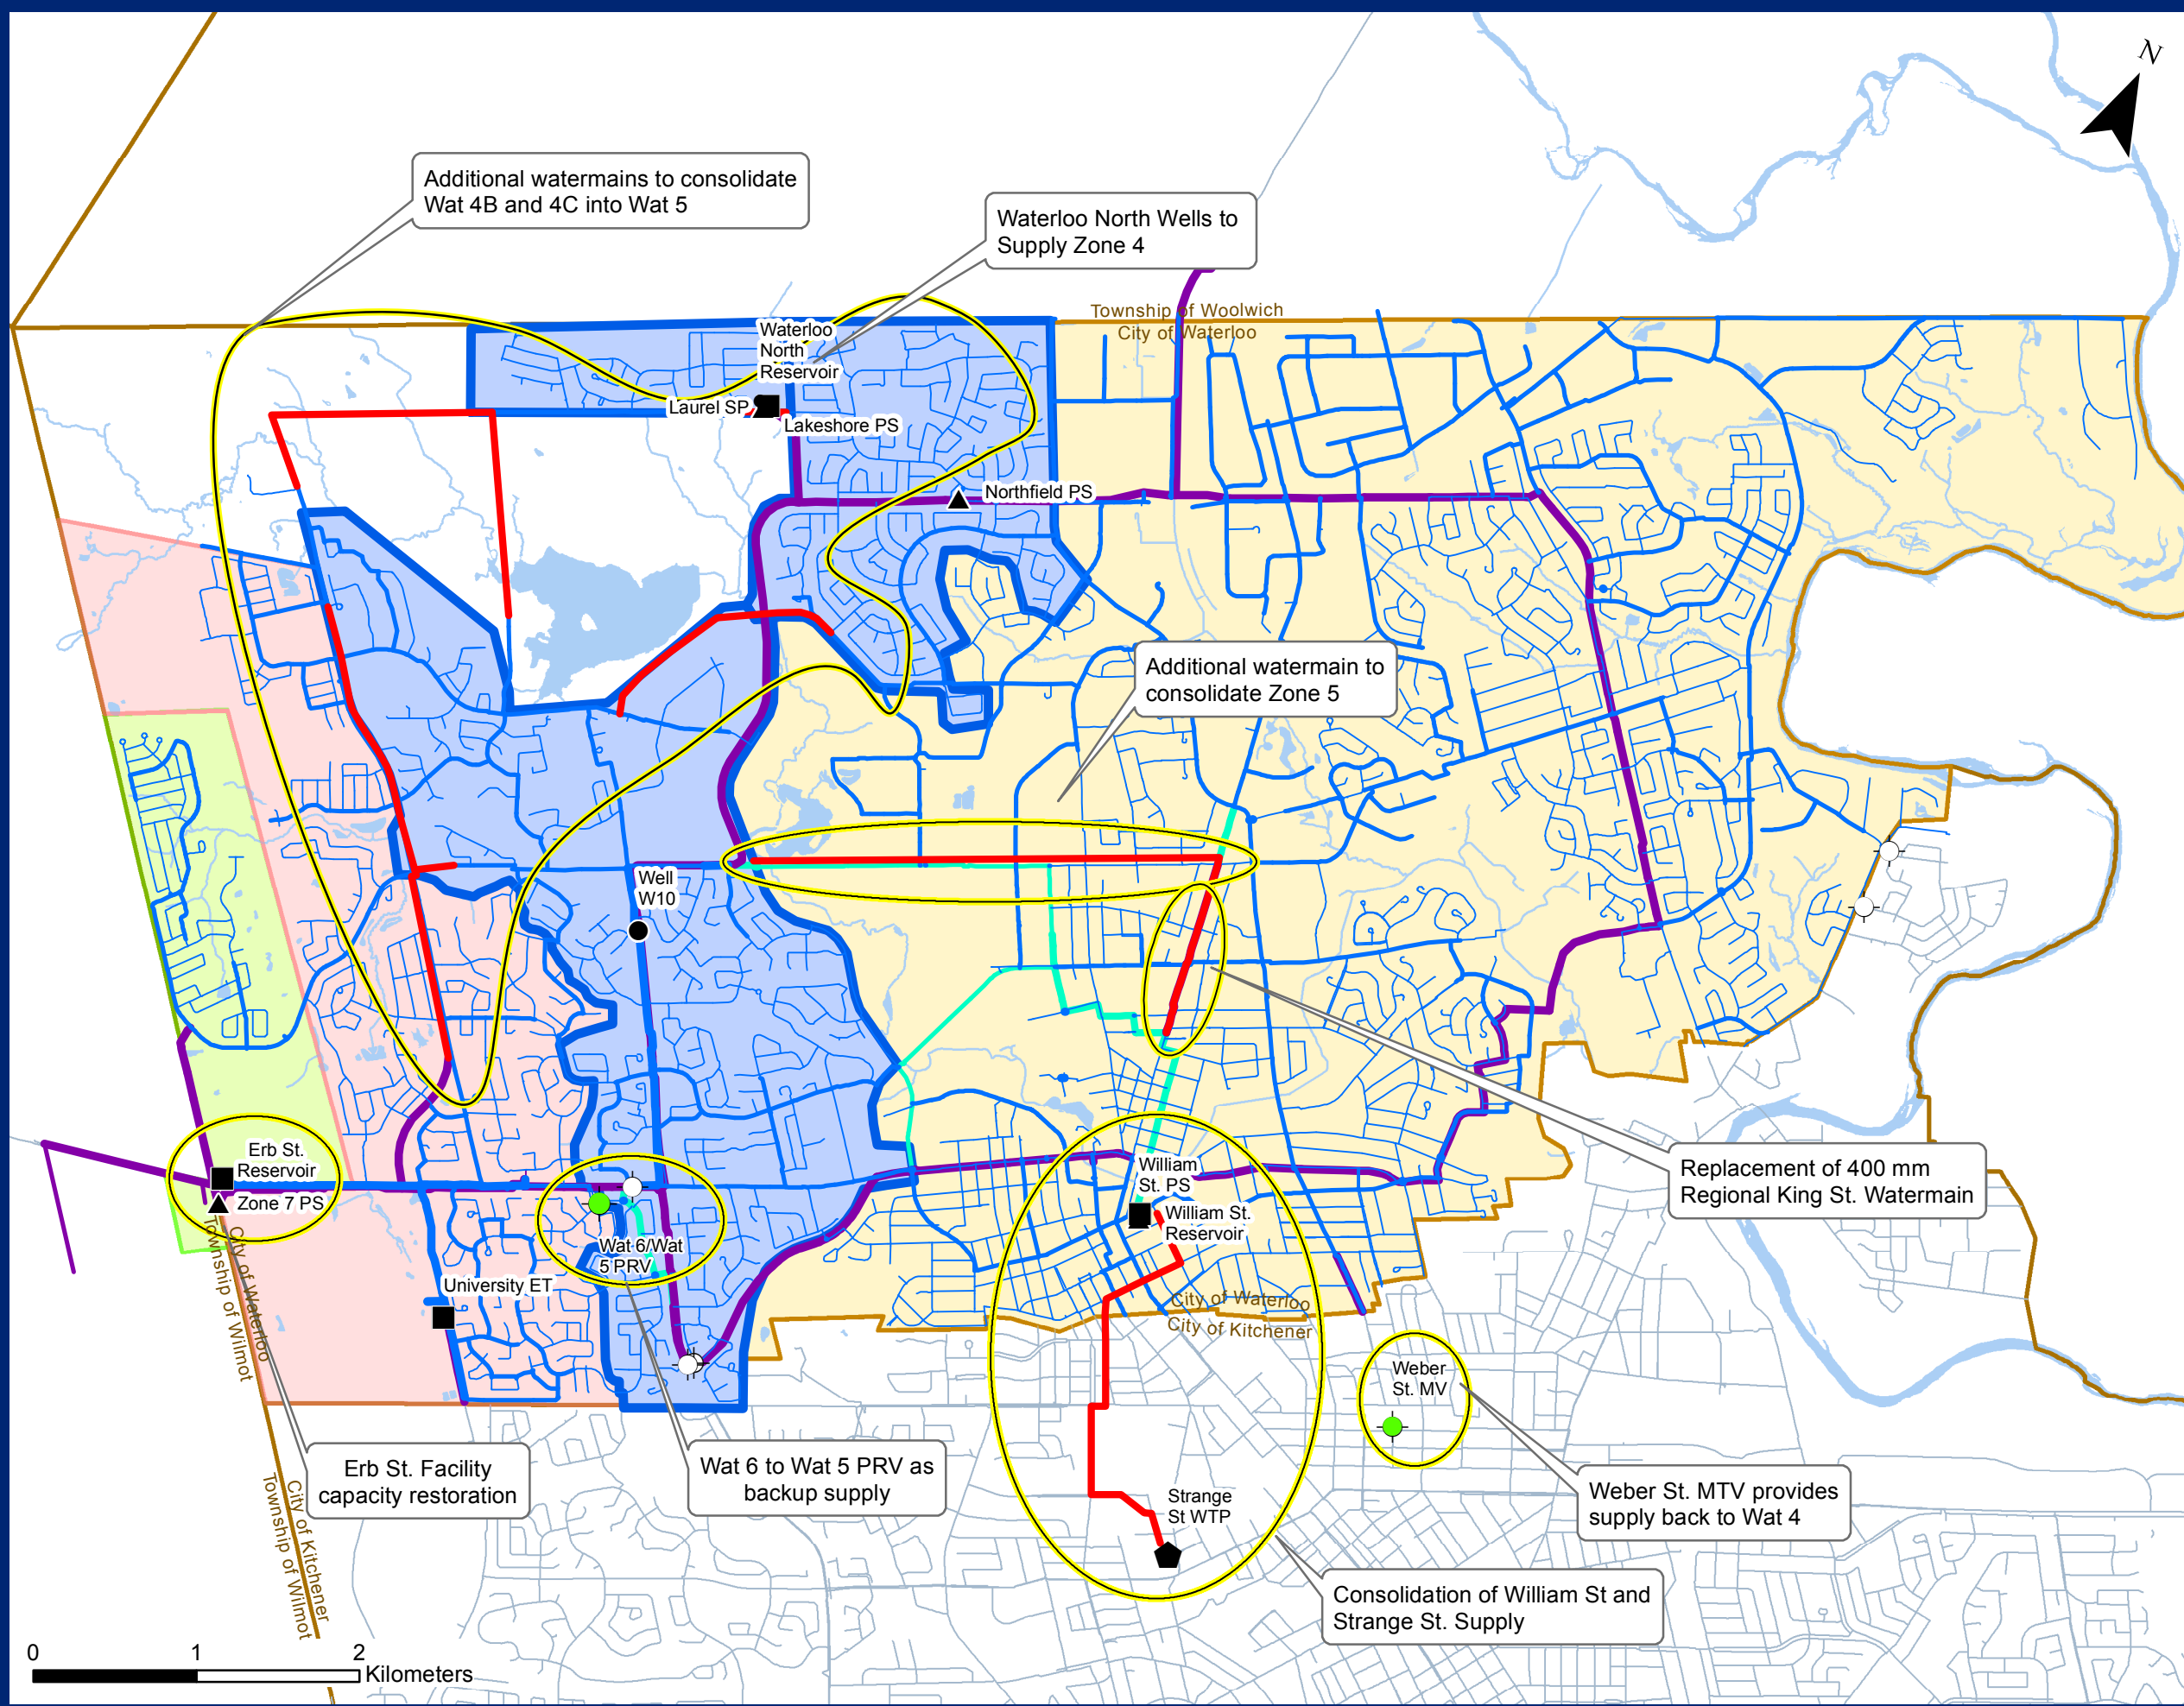 N
Additional watermains to consolidate
Wat 4B and 4C into Wat 5
Waterloo North Wells to
Supply Zone 4
Township of Woolwich
City of Waterloo
Waterloo
North
Reservoir
Laurel SP
Lakeshore PS
Northfield PS
Additional watermain to
consolidate Zone 5
Well
W10
Erb St.
Reservoir
Zone 7 PS
City of Waterloo
Township of Wilmot
Wat 6/Wat
5 PRV
University ET
William
St. PS
William St.
Reservoir
Replacement of 400 mm
Regional King St. Watermain
City of Waterloo
City of Kitchener
Weber
St. MV
Erb St. Facility
capacity restoration
Wat 6 to Wat 5 PRV as
backup supply
Strange
St WTP
Weber St. MTV provides
supply back to Wat 4
City of Kitchener
Township of Wilmot
Consolidation of William St and
Strange St. Supply
0 1 2
Kilometers